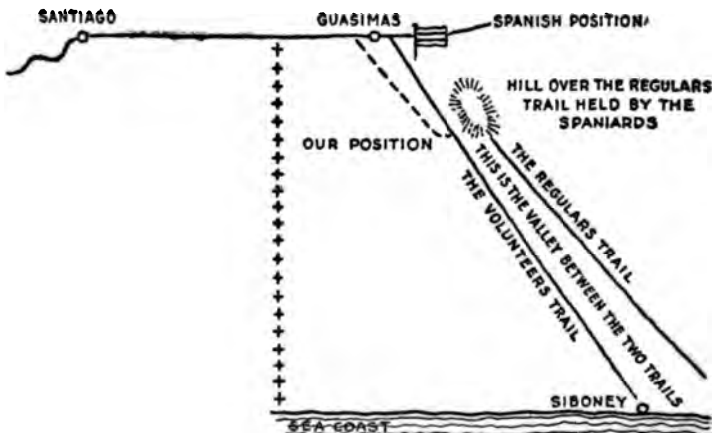 SANTIAGO
GUASIMAS
SPANISH POSITION
HILL OVER THE REGULARS
TRAIL HELD BY THE
SPANIARDS
OUR POSITION
THE REGULARS TRAIL
THIS IS THE VALLEY BETWEEN THE TWO TRAILS
THE VOLUNTEERS TRAIL
SIBONEY
SEA COAST